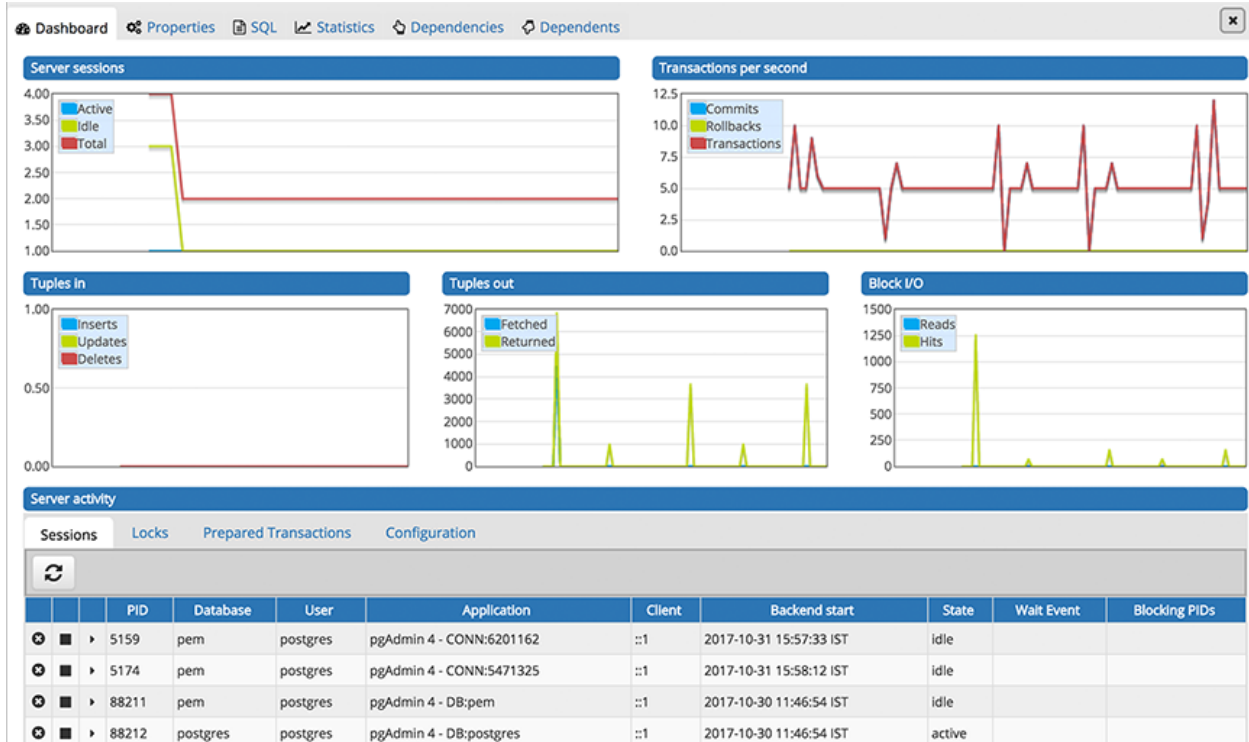 Dashboard Properties SQL Statistics Dependencies Dependents
Server sessions
4.00
3.50
3.00
2.50
2.00
1.50
1.00
Active
Idle
Total
Transactions per second
12.5
10.0
7.5
5.0
2.5
0.0
Commits
Rollbacks
Transactions
Tuples in
1.00
0.50
0.00
Inserts
Updates
Deletes
Tuples out
7000
6000
5000
4000
3000
2000
1000
0
Fetched
Returned
Block I/O
1500
1250
1000
750
500
250
0
Reads
Hits
Server activity
Sessions Locks Prepared Transactions Configuration
PID Database User Application Client Backend start State Wait Event Blocking PIDs
5159 pem postgres pgAdmin 4 - CONN:6201162 ::1 2017-10-31 15:57:33 IST idle
5174 pem postgres pgAdmin 4 - CONN:5471325 ::1 2017-10-31 15:58:12 IST idle
88211 pem postgres pgAdmin 4 - DB:pem ::1 2017-10-30 11:46:54 IST idle
88212 postgres postgres pgAdmin 4 - DB:postgres ::1 2017-10-30 11:46:54 IST active